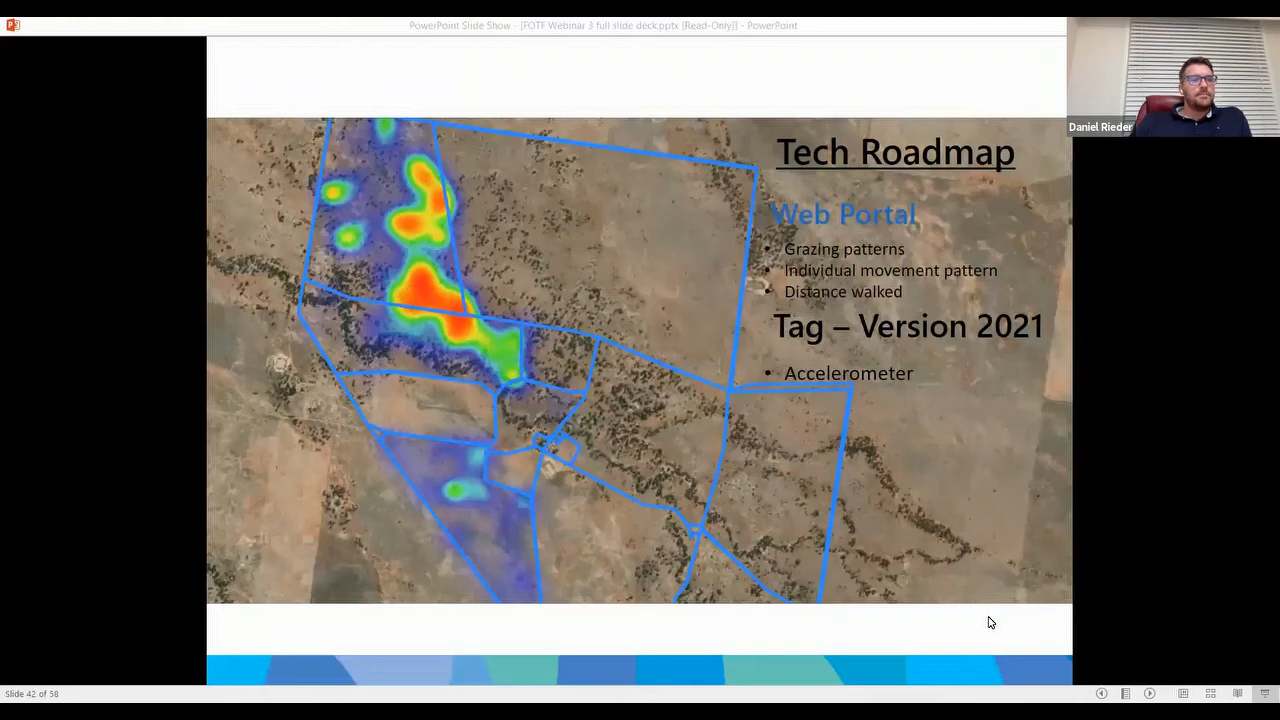 PowerPoint Slide Show - [FOTF Webinar 3 full slide deck.pptx [Read-Only]] - PowerPoint
Daniel Rieder
Tech Roadmap
Web Portal
• Grazing patterns
• Individual movement pattern
• Distance walked
Tag – Version 2021
• Accelerometer
Slide 42 of 58